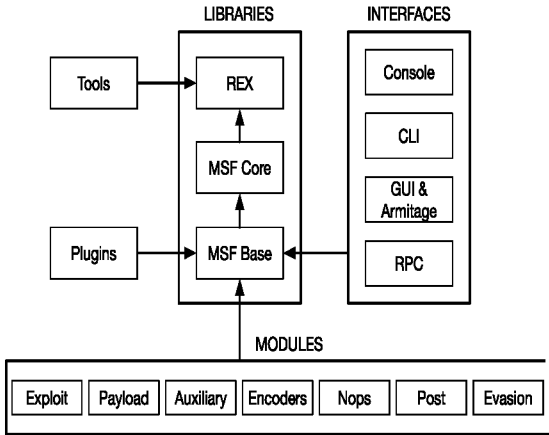 LIBRARIES
INTERFACES
Tools
REX
Console
MSF Core
CLI
GUI &
Armitage
Plugins
MSF Base
RPC
MODULES
Exploit
Payload
Auxiliary
Encoders
Nops
Post
Evasion